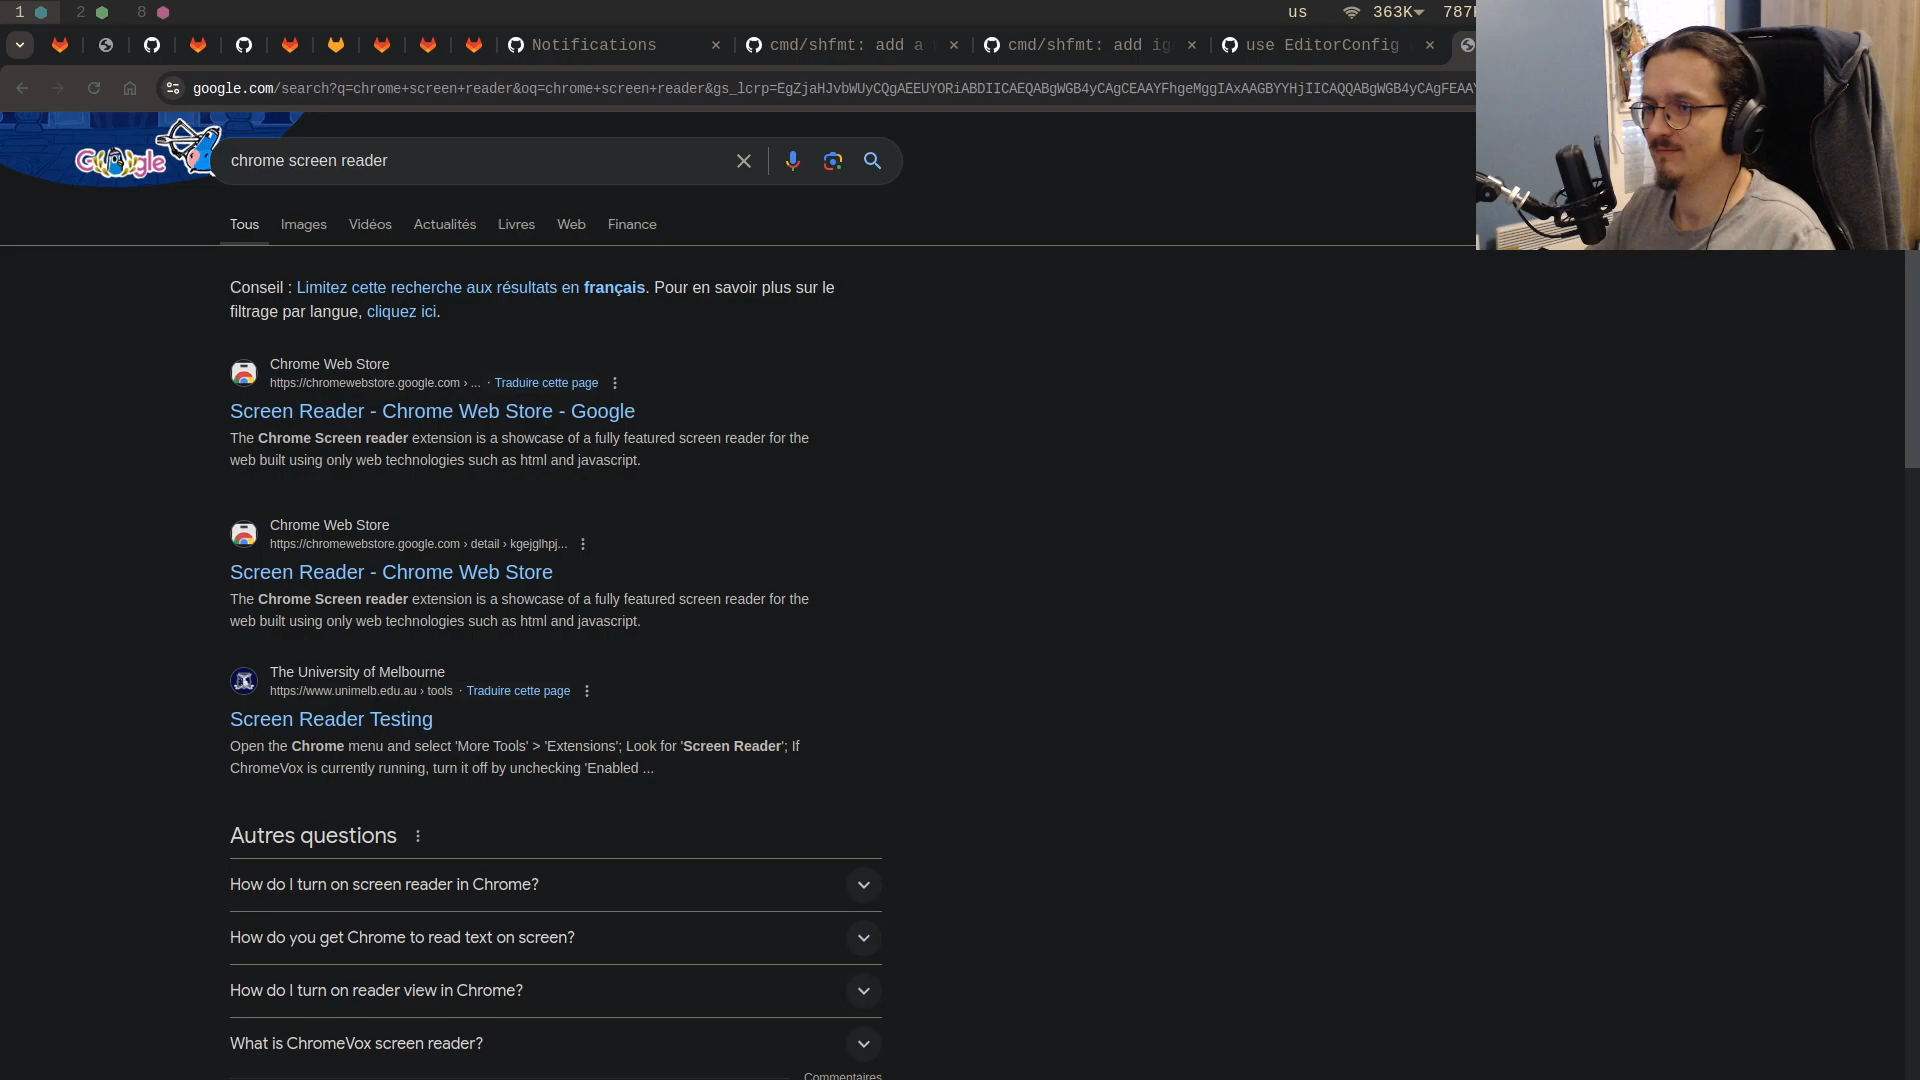 1 2 8 us 363K 787
Notifications cmd/shfmt: add a cmd/shfmt: add ig use EditorConfig
google.com/search?q=chrome+screen+reader&oq=chrome+screen+reader&gs_lcrp=EgZjaHJvbWUyCQgAEEUYORiABDIICAEQABgWGB4yCAgCEAAYFhgeMggIAxAAGBYYHjIICAQQABgWGB4yCAgFEAAY
Google
chrome screen reader
Tous Images Vidéos Actualités Livres Web Finance
Conseil : Limitez cette recherche aux résultats en français. Pour en savoir plus sur le
filtrage par langue, cliquez ici.
Chrome Web Store
https://chromewebstore.google.com › ... · Traduire cette page
Screen Reader - Chrome Web Store - Google
The Chrome Screen reader extension is a showcase of a fully featured screen reader for the
web built using only web technologies such as html and javascript.
Chrome Web Store
https://chromewebstore.google.com › detail › kgejglhpj...
Screen Reader - Chrome Web Store
The Chrome Screen reader extension is a showcase of a fully featured screen reader for the
web built using only web technologies such as html and javascript.
The University of Melbourne
https://www.unimelb.edu.au › tools · Traduire cette page
Screen Reader Testing
Open the Chrome menu and select 'More Tools' > 'Extensions'; Look for 'Screen Reader'; If
ChromeVox is currently running, turn it off by unchecking 'Enabled ...
Autres questions
How do I turn on screen reader in Chrome?
How do you get Chrome to read text on screen?
How do I turn on reader view in Chrome?
What is ChromeVox screen reader?
Commentaires